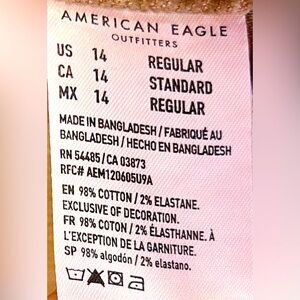 AMERICAN EAGLE
OUTFITTERS
US 14 REGULAR
CA 14 STANDARD
MX 14 REGULAR
MADE IN BANGLADESH / FABRIQUÉ AU
BANGLADESH / HECHO EN BANGLADESH
RN 54485 / CA 03873
RFC# AEM120605U9A
EN 98% COTTON / 2% ELASTANE.
EXCLUSIVE OF DECORATION.
FR 98% COTON / 2% ÉLASTHANNE. À
L'EXCEPTION DE LA GARNITURE.
SP 98% algodón / 2% elastano.